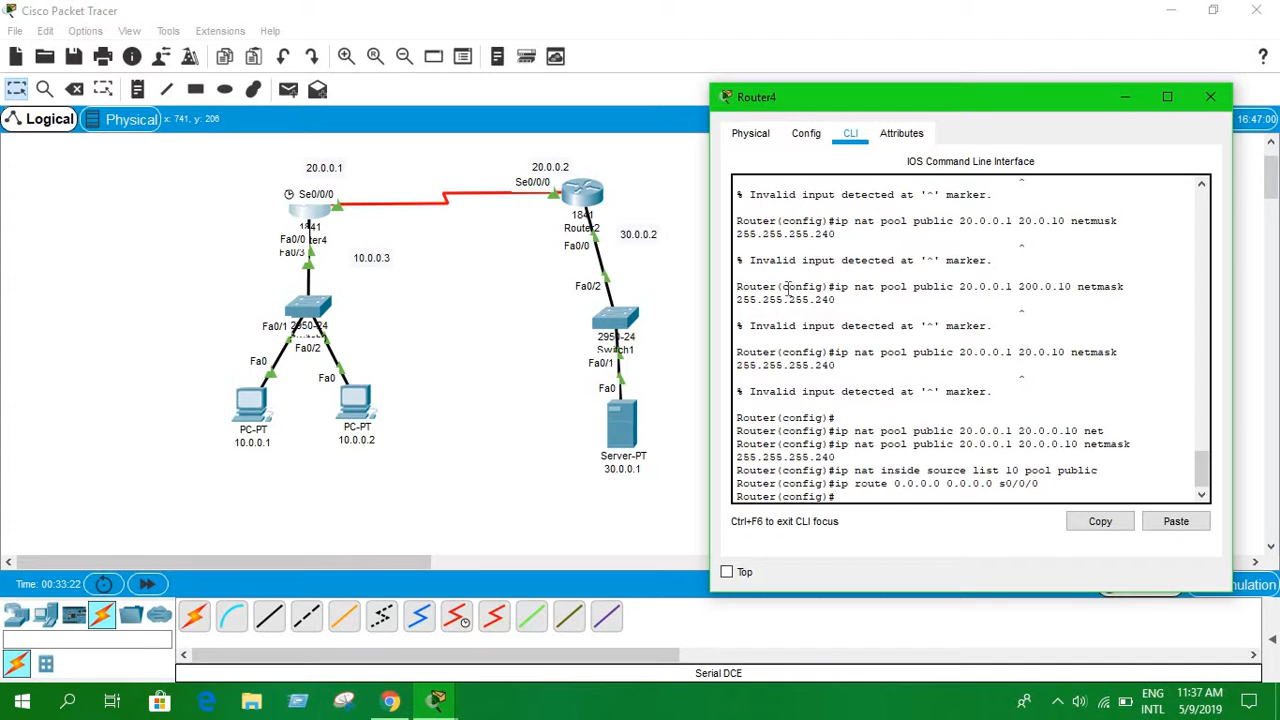 Cisco Packet Tracer
File Edit Options View Tools Extensions Help
Logical Physical x: 741, y: 206
16:47:00
20.0.0.1
Se0/0/0
1841
Fa0/0
Fa0/3
10.0.0.3
20.0.0.2
Se0/0/0
1841
Router2
Fa0/0
30.0.0.2
Fa0/2
Fa0/1
Fa0/2
2950-24
Switch1
Fa0/1
Fa0
Fa0
Fa0
PC-PT
10.0.0.1
PC-PT
10.0.0.2
Server-PT
30.0.0.1
Router4
Physical Config CLI Attributes
IOS Command Line Interface
^
% Invalid input detected at '^' marker.
Router(config)#ip nat pool public 20.0.0.1 20.0.10 netmusk
255.255.255.240
^
% Invalid input detected at '^' marker.
Router(config)#ip nat pool public 20.0.0.1 200.0.10 netmask
255.255.255.240
^
% Invalid input detected at '^' marker.
Router(config)#ip nat pool public 20.0.0.1 20.0.10 netmask
255.255.255.240
^
% Invalid input detected at '^' marker.
Router(config)#
Router(config)#ip nat pool public 20.0.0.1 20.0.0.10 net
Router(config)#ip nat pool public 20.0.0.1 20.0.0.10 netmask
255.255.255.240
Router(config)#ip nat inside source list 10 pool public
Router(config)#ip route 0.0.0.0 0.0.0.0 s0/0/0
Router(config)#
Ctrl+F6 to exit CLI focus
Copy Paste
Top
Time: 00:33:22
Serial DCE
ENG
INTL
11:37 AM
5/9/2019